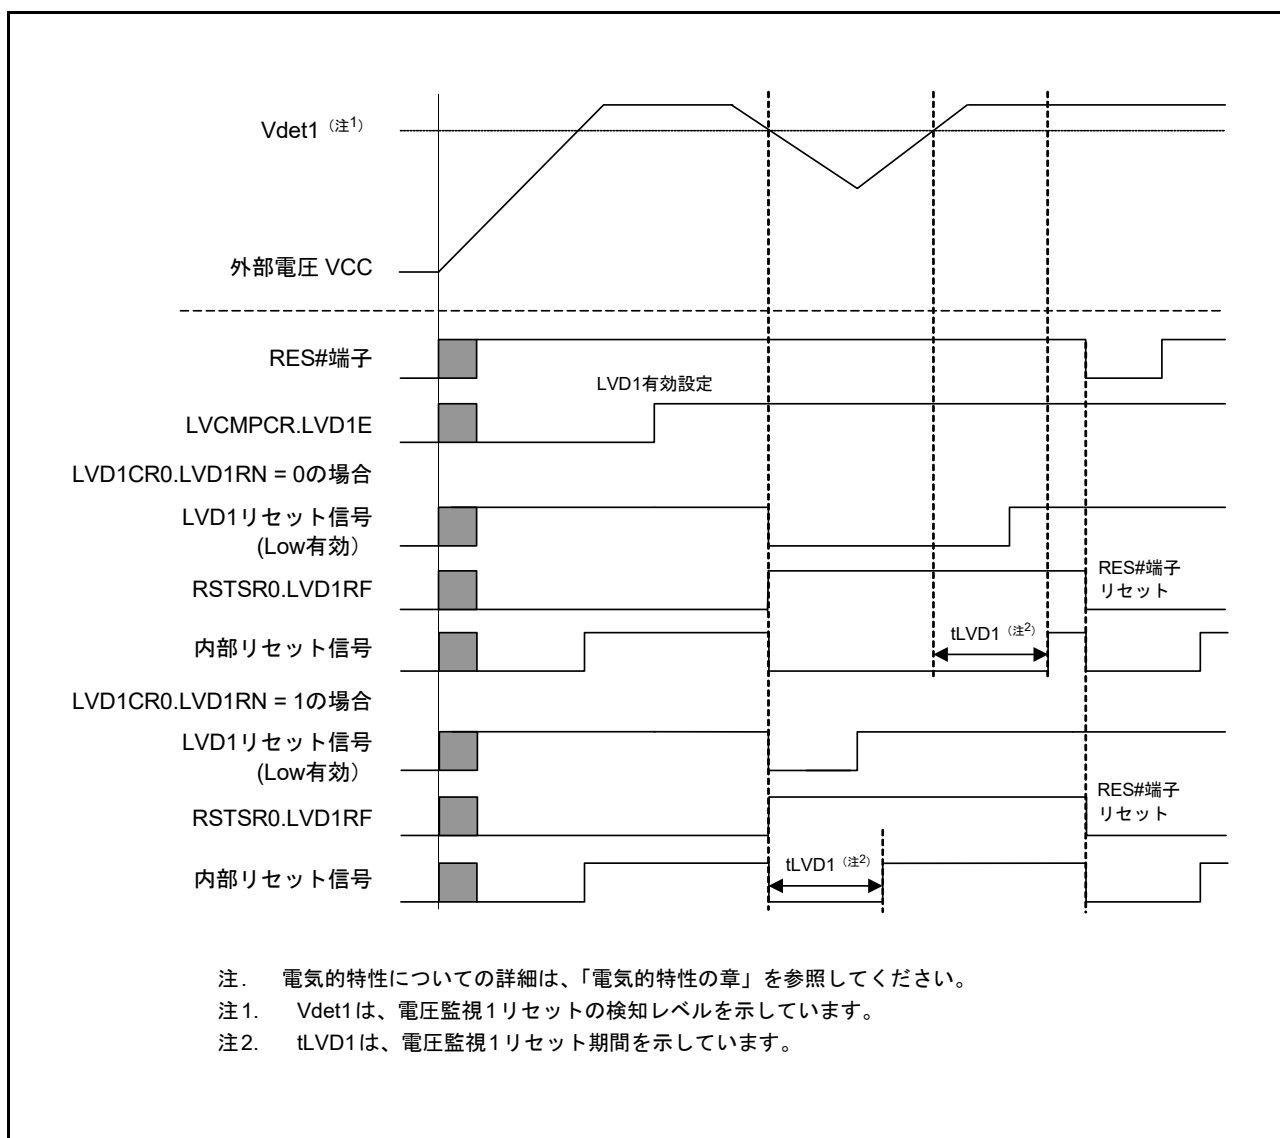 Vdet1（注1）
外部電圧 VCC
RES#端子
LVD1有効設定
LVCMPCR.LVD1E
LVD1CR0.LVD1RN = 0の場合
LVD1リセット信号
(Low有効）
RSTSR0.LVD1RF
RES#端子
リセット
内部リセット信号
tLVD1（注2）
LVD1CR0.LVD1RN = 1の場合
LVD1リセット信号
(Low有効）
RSTSR0.LVD1RF
RES#端子
リセット
内部リセット信号
tLVD1（注2）
注. 電気的特性についての詳細は、「電気的特性の章」を参照してください。
注1. Vdet1は、電圧監視1リセットの検知レベルを示しています。
注2. tLVD1は、電圧監視1リセット期間を示しています。